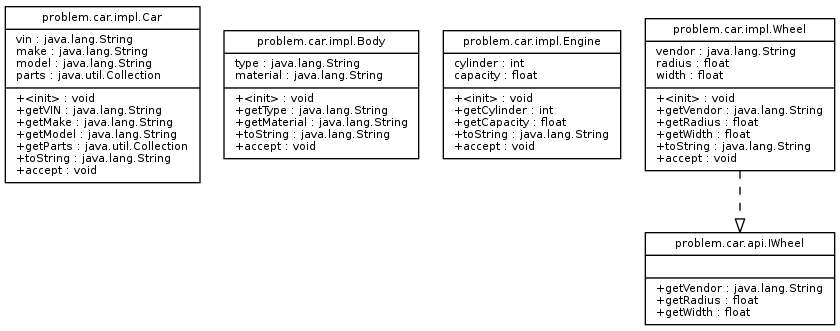 problem.car.impl.Car
vin : java.lang.String
make : java.lang.String
model : java.lang.String
parts : java.util.Collection
+<init> : void
+getVIN : java.lang.String
+getMake : java.lang.String
+getModel : java.lang.String
+getParts : java.util.Collection
+toString : java.lang.String
+accept : void
problem.car.impl.Body
type : java.lang.String
material : java.lang.String
+<init> : void
+getType : java.lang.String
+getMaterial : java.lang.String
+toString : java.lang.String
+accept : void
problem.car.impl.Engine
cylinder : int
capacity : float
+<init> : void
+getCylinder : int
+getCapacity : float
+toString : java.lang.String
+accept : void
problem.car.impl.Wheel
vendor : java.lang.String
radius : float
width : float
+<init> : void
+getVendor : java.lang.String
+getRadius : float
+getWidth : float
+toString : java.lang.String
+accept : void
problem.car.api.IWheel
+getVendor : java.lang.String
+getRadius : float
+getWidth : float